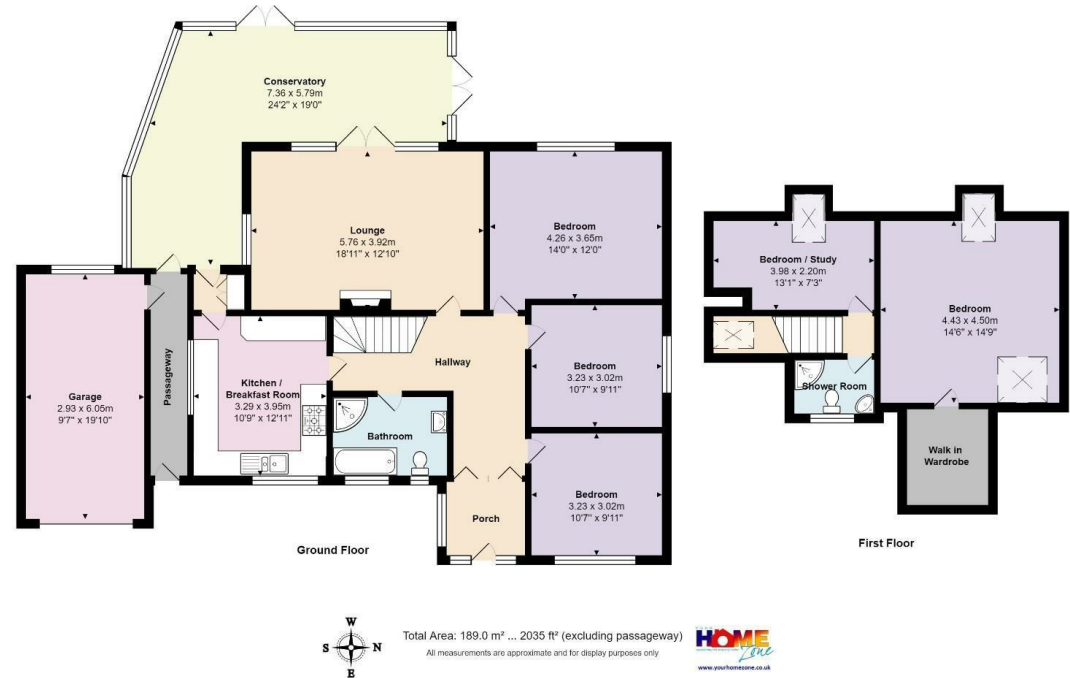 Conservatory
7.36 x 5.79m
24'2" x 19'0"
Lounge
5.76 x 3.92m
18'11" x 12'10"
Bedroom
4.26 x 3.65m
14'0" x 12'0"
Garage
2.93 x 6.05m
9'7" x 19'10"
Passageway
Kitchen /
Breakfast Room
3.29 x 3.95m
10'9" x 12'11"
Hallway
Bathroom
Bedroom
3.23 x 3.02m
10'7" x 9'11"
Bedroom
3.23 x 3.02m
10'7" x 9'11"
Porch
Ground Floor
Bedroom / Study
3.98 x 2.20m
13'1" x 7'3"
Bedroom
4.43 x 4.50m
14'6" x 14'9"
Shower Room
Walk in
Wardrobe
First Floor
W
S N
E
Total Area: 189.0 m² ... 2035 ft² (excluding passageway)
All measurements are approximate and for display purposes only
YOUR
HOME
Zone
www.yourhomezone.co.uk